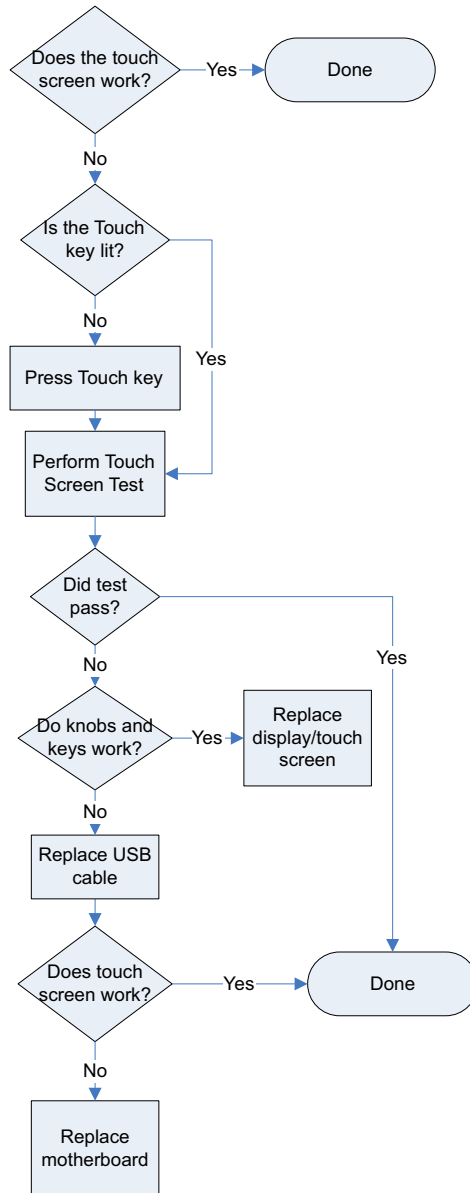 Does the touch
screen work?
Yes
Done
No
Is the Touch
key lit?
No
Yes
Press Touch key
Perform Touch
Screen Test
Did test
pass?
Yes
No
Do knobs and
keys work?
Yes
Replace
display/touch
screen
No
Replace USB
cable
Does touch
screen work?
Yes
Done
No
Replace
motherboard